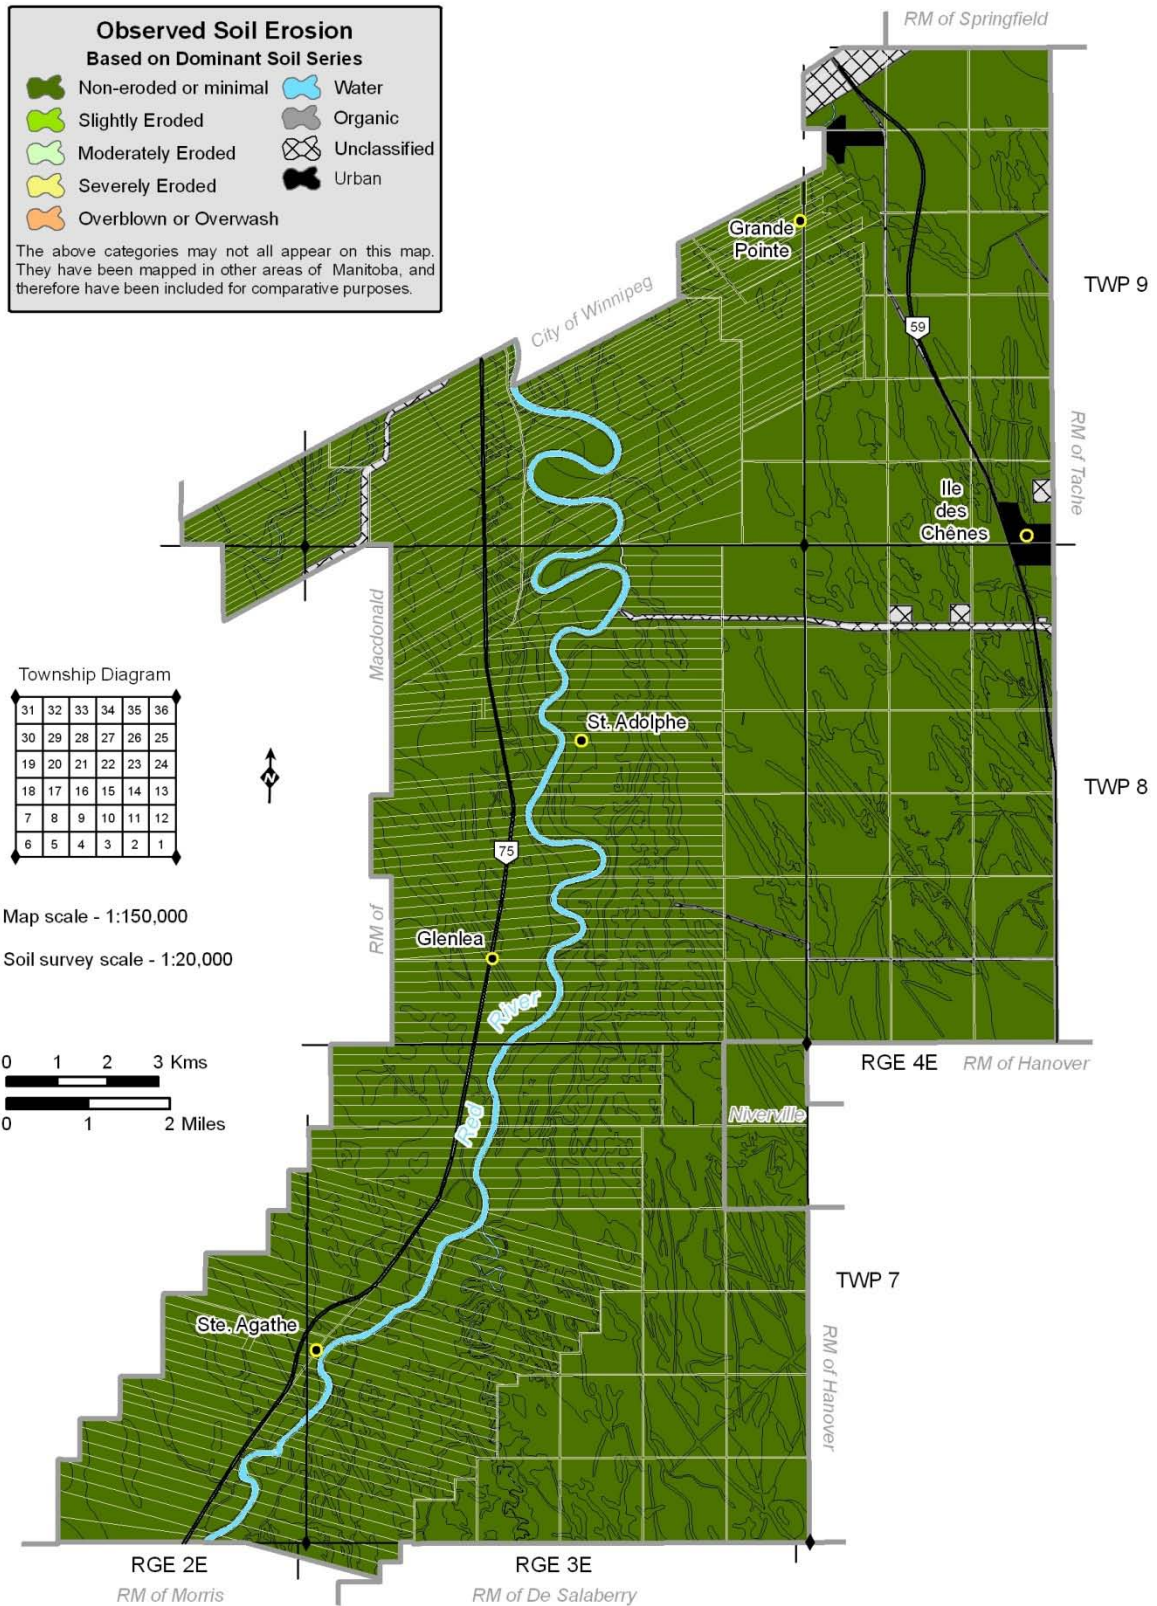 Observed Soil Erosion
Based on Dominant Soil Series
Non-eroded or minimal
Slightly Eroded
Moderately Eroded
Severely Eroded
Overblown or Overwash
Water
Organic
Unclassified
Urban
The above categories may not all appear on this map.
They have been mapped in other areas of Manitoba, and
therefore have been included for comparative purposes.
RM of Springfield
Grande
Pointe
TWP 9
City of Winnipeg
59
RM of Tache
Ile
des
Chênes
Macdonald
RM of
Township Diagram
31 32 33 34 35 36
30 29 28 27 26 25
19 20 21 22 23 24
18 17 16 15 14 13
7 8 9 10 11 12
6 5 4 3 2 1
N
St. Adolphe
TWP 8
75
Map scale - 1:150,000
Soil survey scale - 1:20,000
Glenlea
River
Red
0 1 2 3 Kms
0 1 2 Miles
RGE 4E
RM of Hanover
Niverville
TWP 7
Ste. Agathe
RM of Hanover
RGE 2E
RGE 3E
RM of Morris
RM of De Salaberry